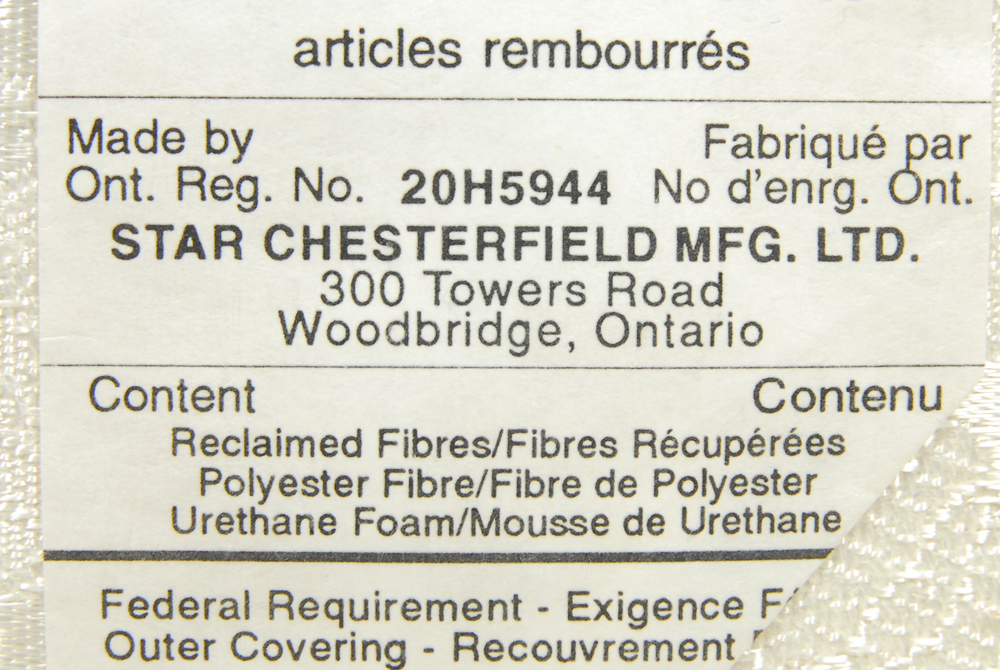 articles rembourrés
Made by Fabriqué par
Ont. Reg. No. 20H5944 No d'enrg. Ont.
STAR CHESTERFIELD MFG. LTD.
300 Towers Road
Woodbridge, Ontario
Content Contenu
Reclaimed Fibres/Fibres Récupérées
Polyester Fibre/Fibre de Polyester
Urethane Foam/Mousse de Urethane
Federal Requirement - Exigence
Outer Covering - Recouvrement